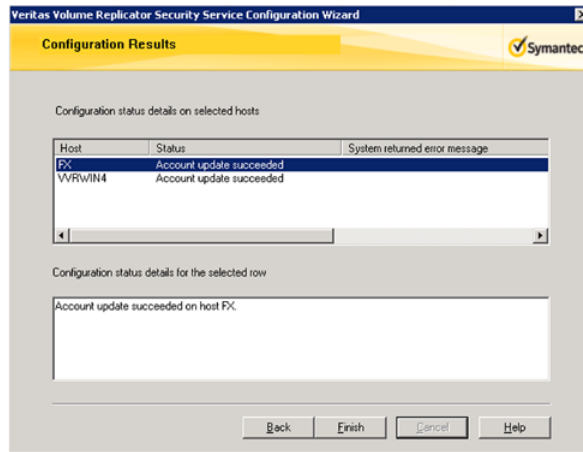 Veritas Volume Replicator Security Service Configuration Wizard
Configuration Results
Symantec
Configuration status details on selected hosts
Host Status System returned error message
FX Account update succeeded
VVRWIN4 Account update succeeded
Configuration status details for the selected row
Account update succeeded on host FX.
Back Finish Cancel Help